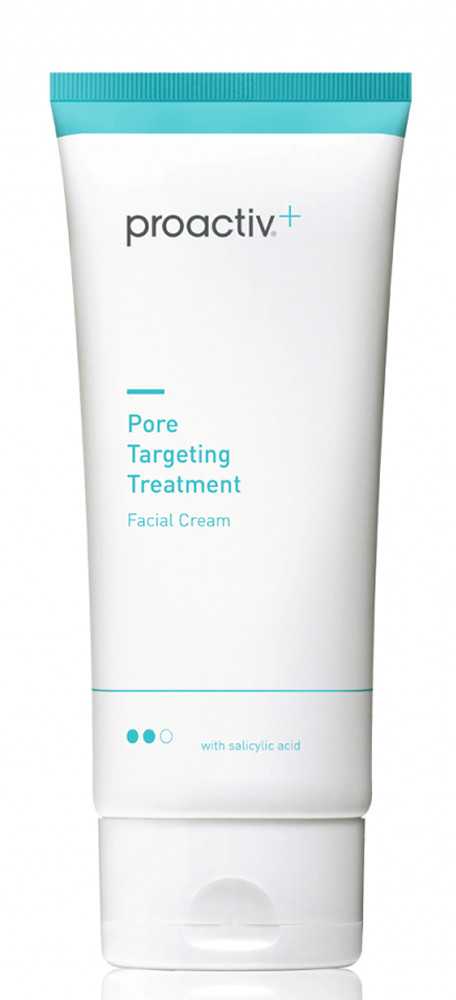 proactiv®+
Pore
Targeting
Treatment
Facial Cream
with salicylic acid